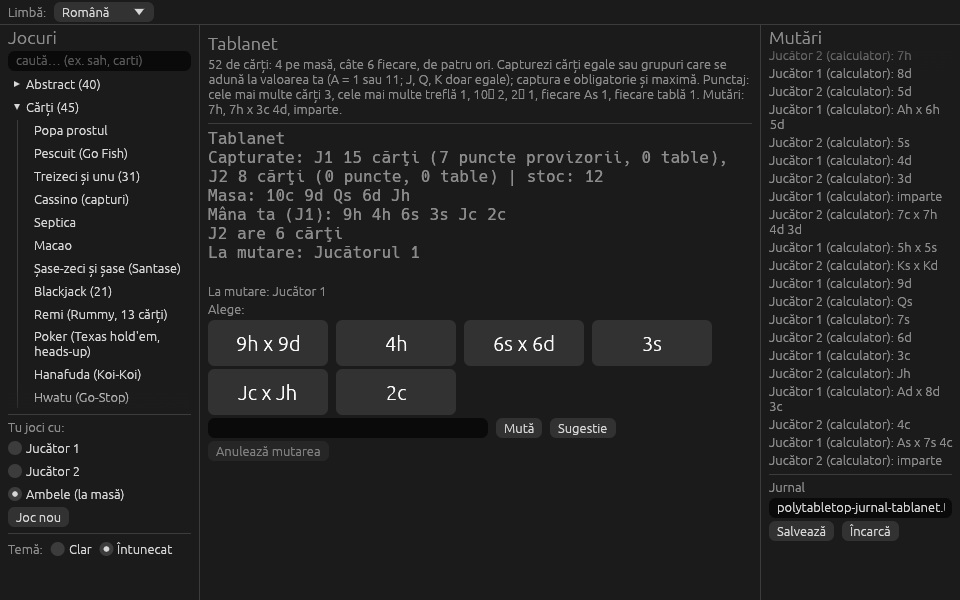 Limbă: Română
Jocuri
caută... (ex. sah, carti)
Abstract (40)
Cărți (45)
Popa prostul
Pescuit (Go Fish)
Treizeci și unu (31)
Cassino (capturi)
Septica
Macao
Șase-zeci și șase (Santase)
Blackjack (21)
Remi (Rummy, 13 cărți)
Poker (Texas hold'em,
heads-up)
Hanafuda (Koi-Koi)
Hwatu (Go-Stop)
Tu joci cu:
Jucător 1
Jucător 2
Ambele (la masă)
Joc nou
Temă: Clar Întunecat
Tablanet
52 de cărți: 4 pe masă, câte 6 fiecare, de patru ori. Capturezi cărți egale sau grupuri care se
adună la valoarea ta (A = 1 sau 11; J, Q, K doar egale); captura e obligatorie și maximă. Punctaj:
cele mai multe cărți 3, cele mai multe treflă 1, 10▯ 2, 2▯ 1, fiecare As 1, fiecare tablă 1. Mutări:
7h, 7h x 3c 4d, imparte.
Tablanet
Capturate: J1 15 cărţi (7 puncte provizorii, 0 table),
J2 8 cărţi (0 puncte, 0 table) | stoc: 12
Masa: 10c 9d Qs 6d Jh
Mâna ta (J1): 9h 4h 6s 3s Jc 2c
J2 are 6 cărţi
La mutare: Jucătorul 1
La mutare: Jucător 1
Alege:
9h x 9d
4h
6s x 6d
3s
Jc x Jh
2c
Mută
Sugestie
Anulează mutarea
Mutări
Jucător 2 (calculator): 7h
Jucător 1 (calculator): 8d
Jucător 2 (calculator): 5d
Jucător 1 (calculator): Ah x 6h
5d
Jucător 2 (calculator): 5s
Jucător 1 (calculator): 4d
Jucător 2 (calculator): 3d
Jucător 1 (calculator): imparte
Jucător 2 (calculator): 7c x 7h
4d 3d
Jucător 1 (calculator): 5h x 5s
Jucător 2 (calculator): Ks x Kd
Jucător 1 (calculator): 9d
Jucător 2 (calculator): Qs
Jucător 1 (calculator): 7s
Jucător 2 (calculator): 6d
Jucător 1 (calculator): 3c
Jucător 2 (calculator): Jh
Jucător 1 (calculator): Ad x 8d
3c
Jucător 2 (calculator): 4c
Jucător 1 (calculator): As x 7s 4c
Jucător 2 (calculator): imparte
Jurnal
polytabletop-jurnal-tablanet.
Salvează
Încarcă